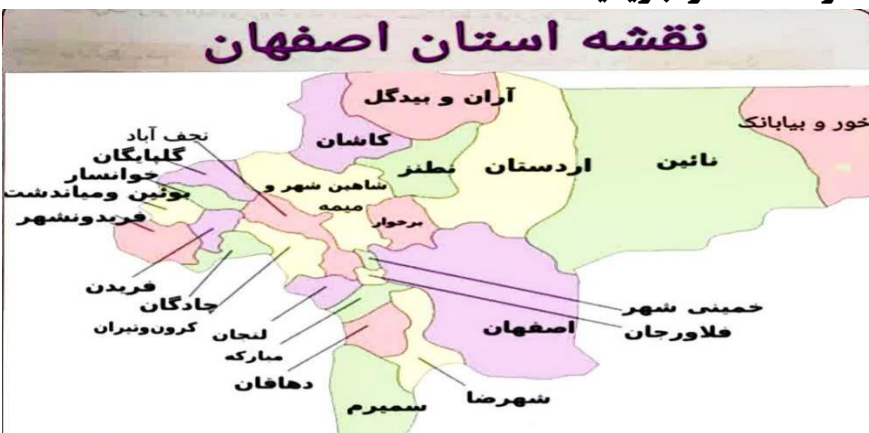 نقشه استان اصفهان
آران و بیدگل
خور و بیابانک
کاشان
نجف آباد
گلپایگان
نطنز
اردستان
نائین
خوانسار
شاهین شهر و
میمه
بوئین ومیاندشت
فریدونشهر
برخوار
فریدن
چادگان
خمینی شهر
کرون‌وتیران
لنجان
اصفهان
فلاورجان
مبارکه
دهاقان
شهرضا
سمیرم